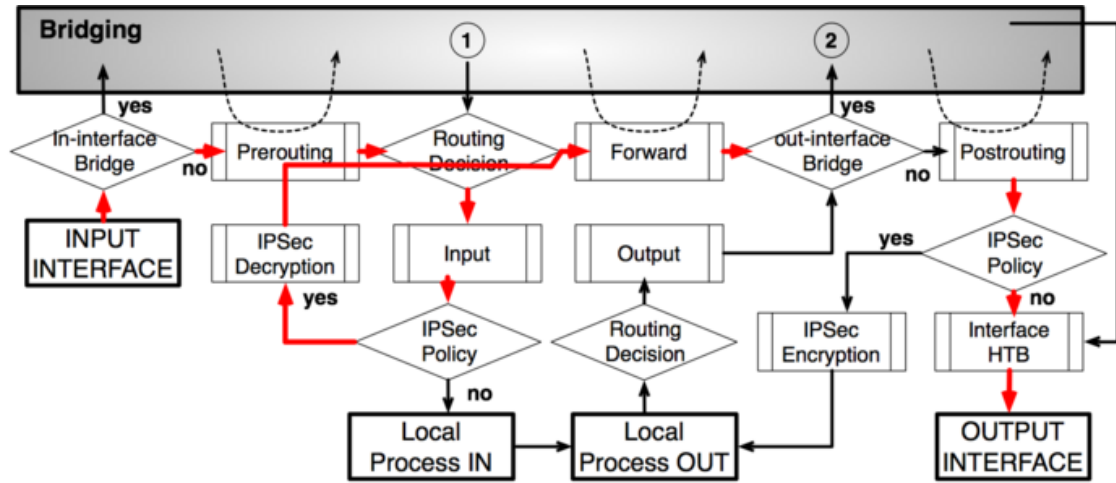 Bridging
1
2
yes
yes
In-interface
Bridge
no
Prerouting
Routing
Decision
Forward
out-interface
Bridge
no
Postrouting
INPUT
INTERFACE
IPSec
Decryption
Input
Output
yes
IPSec
Policy
yes
no
IPSec
Policy
Routing
Decision
IPSec
Encryption
Interface
HTB
no
Local
Process IN
Local
Process OUT
OUTPUT
INTERFACE